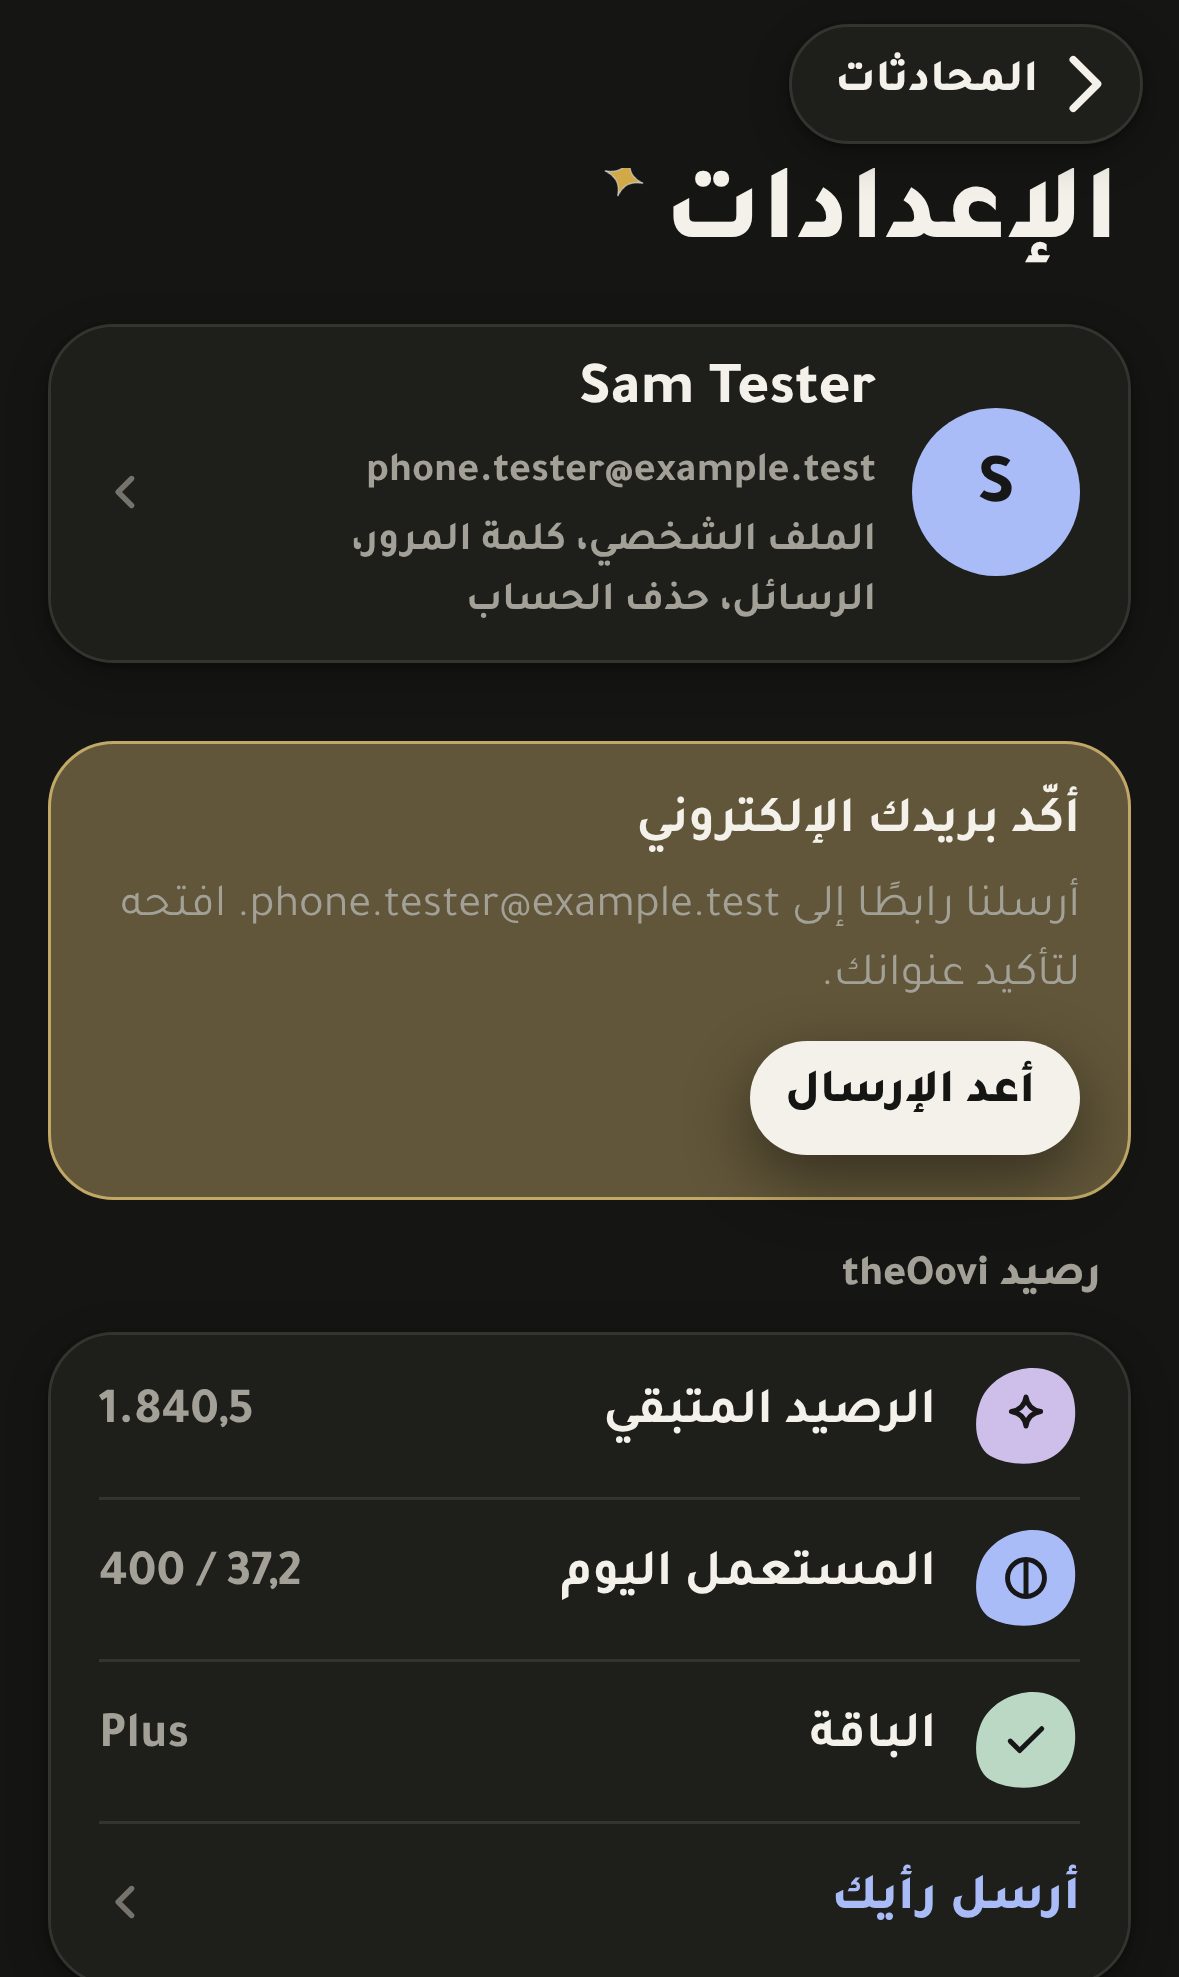 المحادثات
الإعدادات
Sam Tester
S
phone.tester@example.test
الملف الشخصي، كلمة المرور،
الرسائل، حذف الحساب
أكّد بريدك الإلكتروني
أرسلنا رابطًا إلى phone.tester@example.test. افتحه
لتأكيد عنوانك.
أعد الإرسال
رصيد theOovi
الرصيد المتبقي 1.840,5
المستعمل اليوم 37,2 / 400
الباقة Plus
أرسل رأيك